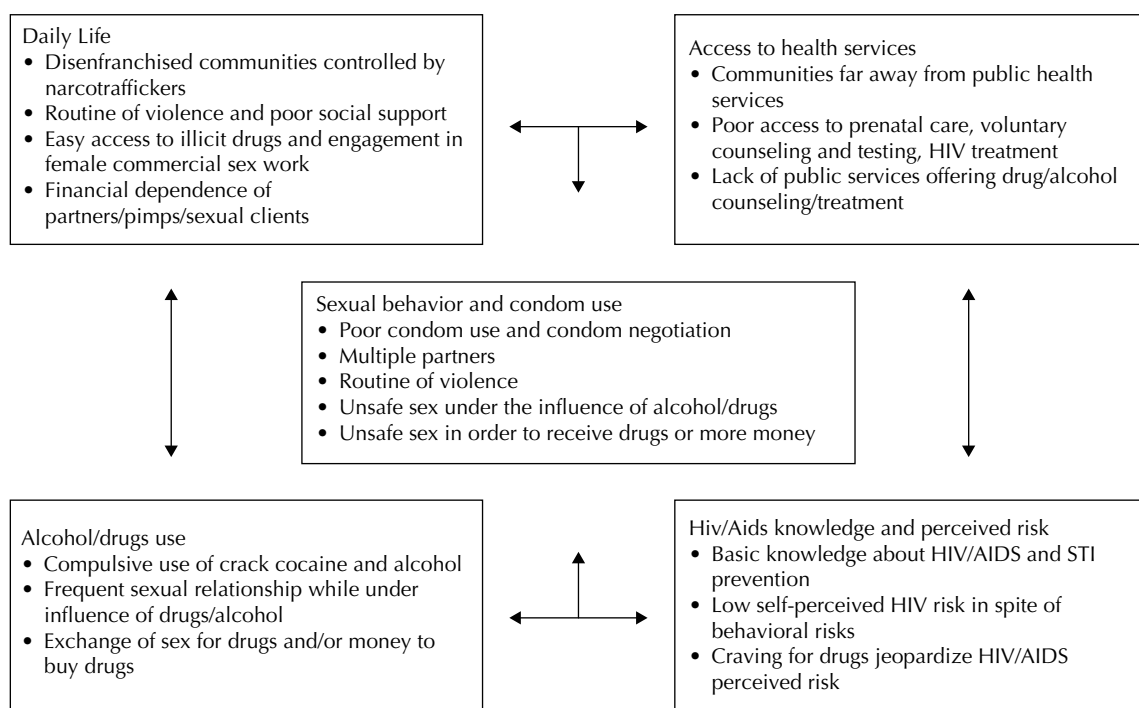 Daily Life
• Disenfranchised communities controlled by
narcotraffickers
• Routine of violence and poor social support
• Easy access to illicit drugs and engagement in
female commercial sex work
• Financial dependence of
partners/pimps/sexual clients
Access to health services
• Communities far away from public health
services
• Poor access to prenatal care, voluntary
counseling and testing, HIV treatment
• Lack of public services offering drug/alcohol
counseling/treatment
Sexual behavior and condom use
• Poor condom use and condom negotiation
• Multiple partners
• Routine of violence
• Unsafe sex under the influence of alcohol/drugs
• Unsafe sex in order to receive drugs or more money
Alcohol/drugs use
• Compulsive use of crack cocaine and alcohol
• Frequent sexual relationship while under
influence of drugs/alcohol
• Exchange of sex for drugs and/or money to
buy drugs
Hiv/Aids knowledge and perceived risk
• Basic knowledge about HIV/AIDS and STI
prevention
• Low self-perceived HIV risk in spite of
behavioral risks
• Craving for drugs jeopardize HIV/AIDS
perceived risk